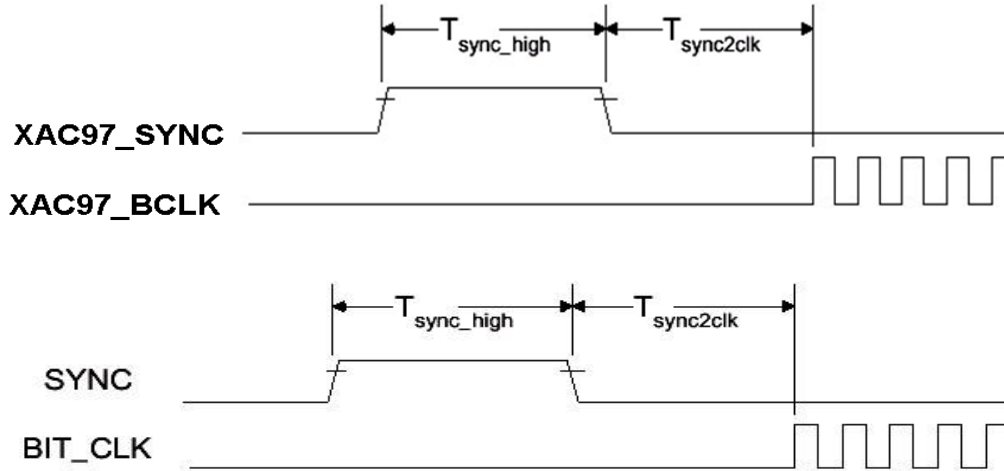 Tsync_high Tsync2clk
XAC97_SYNC
XAC97_BCLK
Tsync_high Tsync2clk
SYNC
BIT_CLK